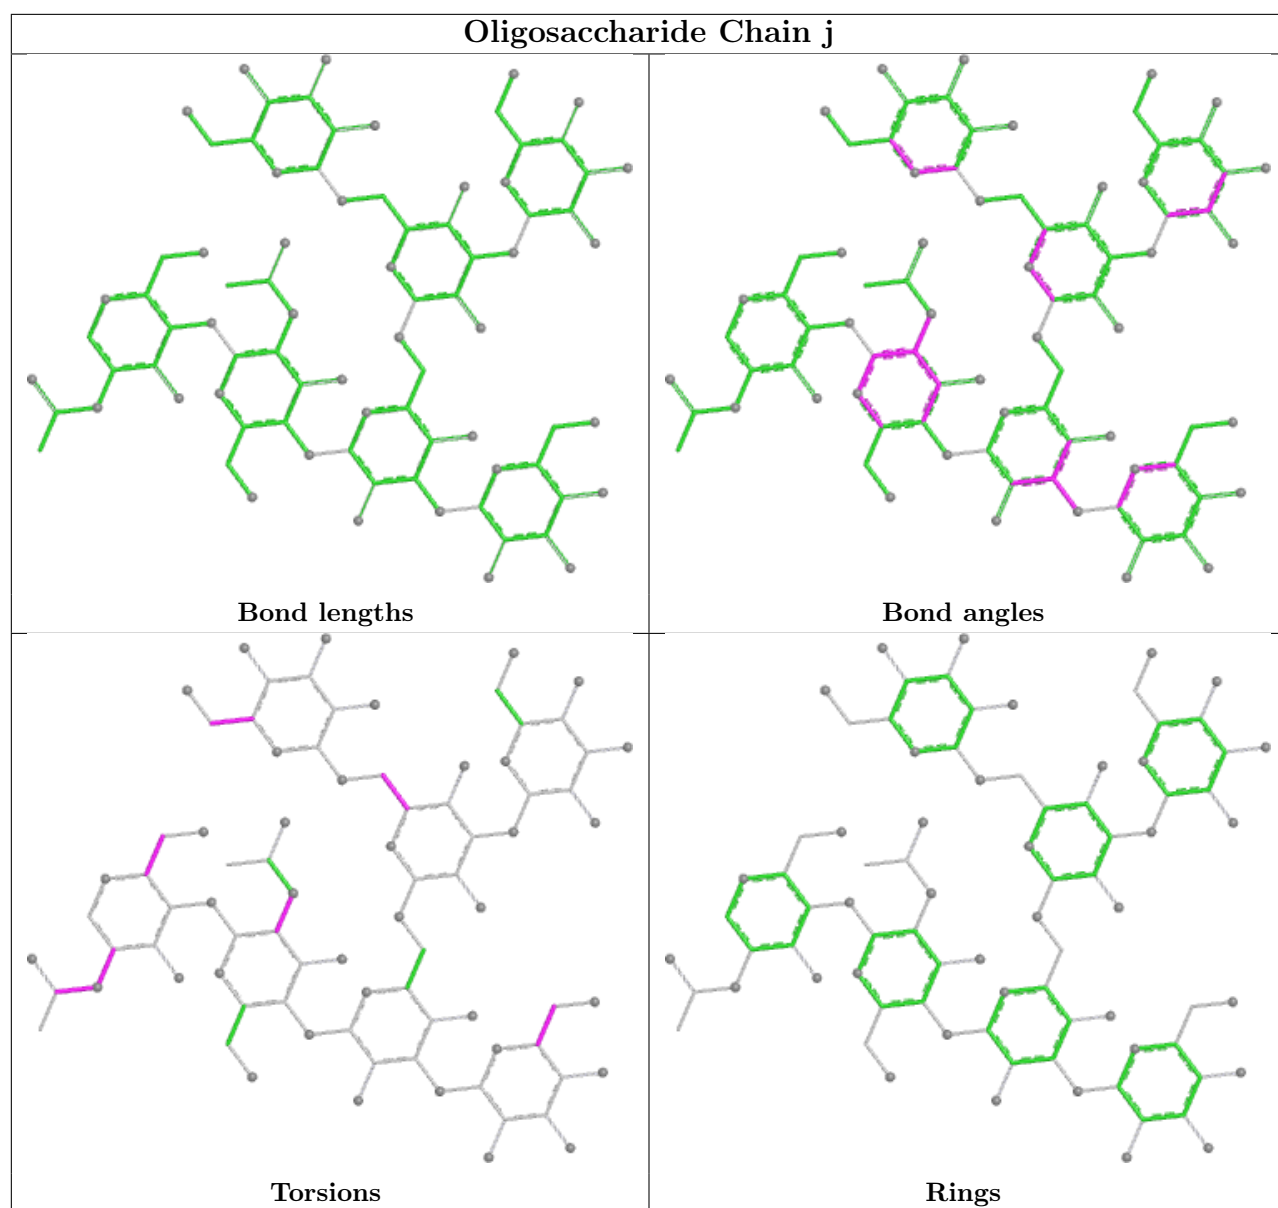 Oligosaccharide Chain j
Bond lengths
Bond angles
Torsions
Rings